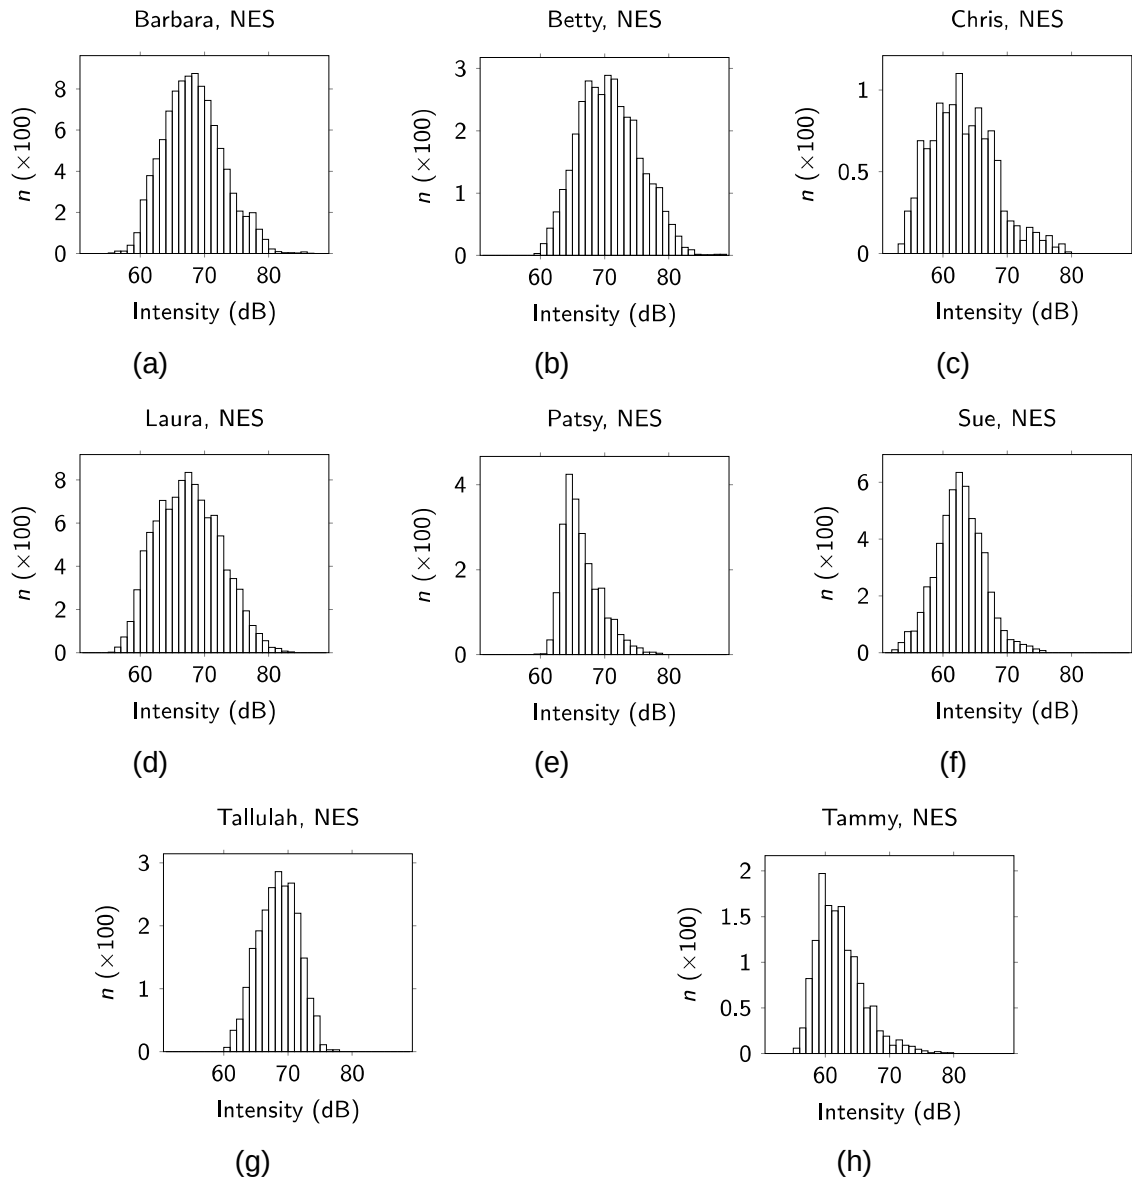 Barbara, NES
n (×100)
8
6
4
2
0
60 70 80
Intensity (dB)
(a)
Betty, NES
n (×100)
3
2
1
0
60 70 80
Intensity (dB)
(b)
Chris, NES
n (×100)
1
0.5
0
60 70 80
Intensity (dB)
(c)
Laura, NES
n (×100)
8
6
4
2
0
60 70 80
Intensity (dB)
(d)
Patsy, NES
n (×100)
4
2
0
60 70 80
Intensity (dB)
(e)
Sue, NES
n (×100)
6
4
2
0
60 70 80
Intensity (dB)
(f)
Tallulah, NES
n (×100)
3
2
1
0
60 70 80
Intensity (dB)
(g)
Tammy, NES
n (×100)
2
1.5
1
0.5
0
60 70 80
Intensity (dB)
(h)